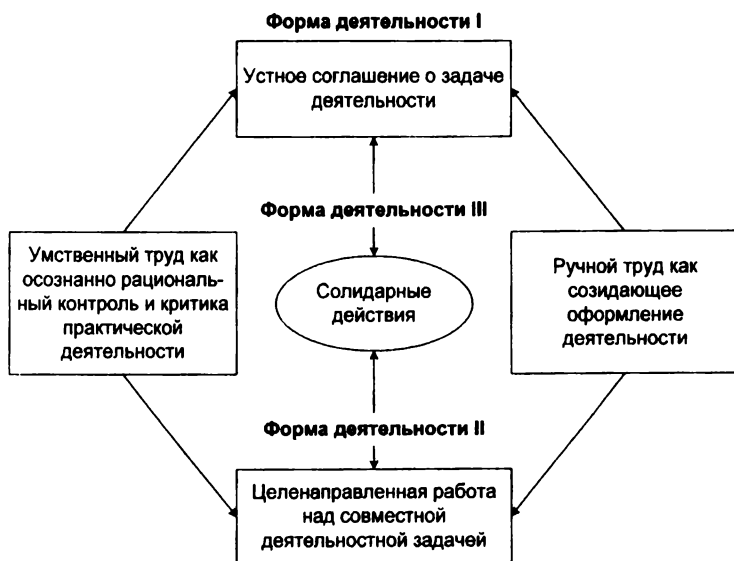 Форма деятельности I
Устное соглашение о задаче
деятельности
Форма деятельности III
Умственный труд как
осознанно рациональ-
ный контроль и критика
практической
деятельности
Солидарные
действия
Ручной труд как
созидающее
оформление
деятельности
Форма деятельности II
Целенаправленная работа
над совместной
деятельностной задачей